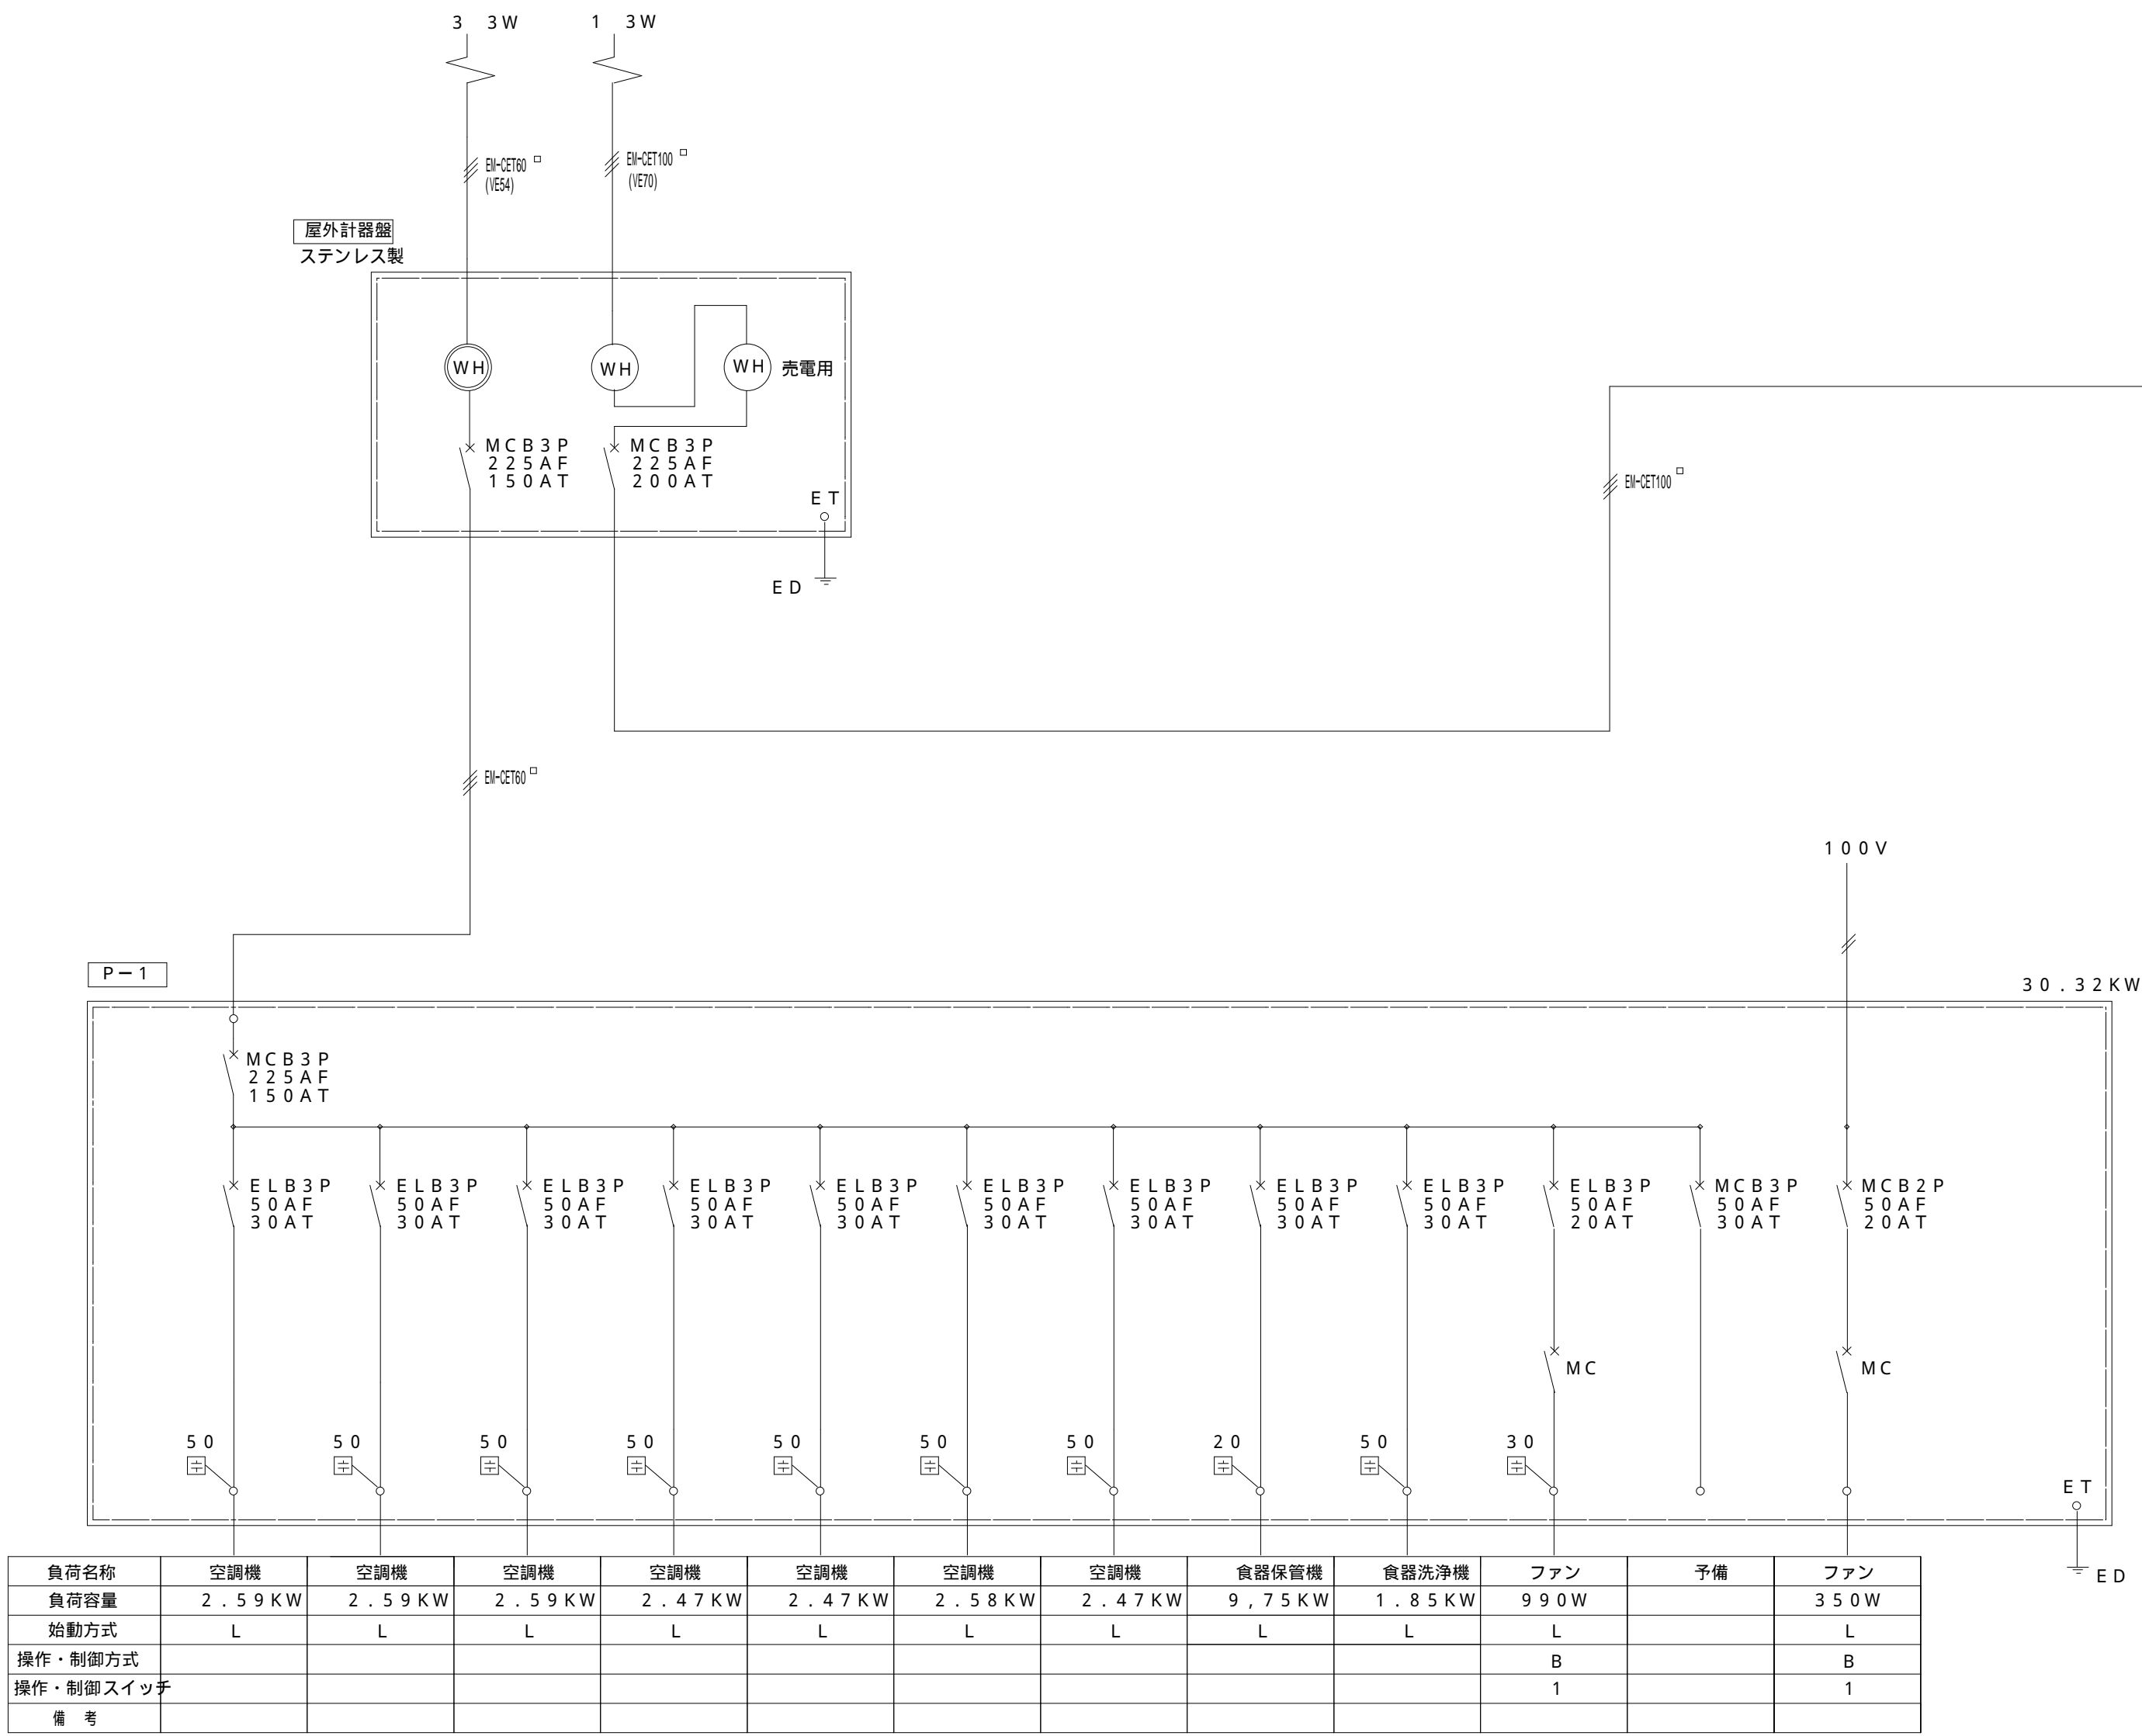 3 3W
1 3W
EM-CET60□
(VE54)
EM-CET100□
(VE70)
屋外計器盤
ステンレス製
WH
WH
WH
売電用
MCB3P
225AF
150AT
MCB3P
225AF
200AT
ET
ED
EM-CET100□
EM-CET60□
100V
P－1
30.32KW
MCB3P
225AF
150AT
ELB3P
50AF
30AT
ELB3P
50AF
30AT
ELB3P
50AF
30AT
ELB3P
50AF
30AT
ELB3P
50AF
30AT
ELB3P
50AF
30AT
ELB3P
50AF
30AT
ELB3P
50AF
30AT
ELB3P
50AF
30AT
ELB3P
50AF
20AT
MCB3P
50AF
30AT
MCB2P
50AF
20AT
MC
MC
50 50 50 50 50 50 50 20 50 30
ET
ED
負荷名称 空調機 空調機 空調機 空調機 空調機 空調機 空調機 食器保管機 食器洗浄機 ファン 予備 ファン
負荷容量 2.59KW 2.59KW 2.59KW 2.47KW 2.47KW 2.58KW 2.47KW 9,75KW 1.85KW 990W 350W
始動方式 L L L L L L L L L L L
操作・制御方式 B B
操作・制御スイッチ 1 1
備 考